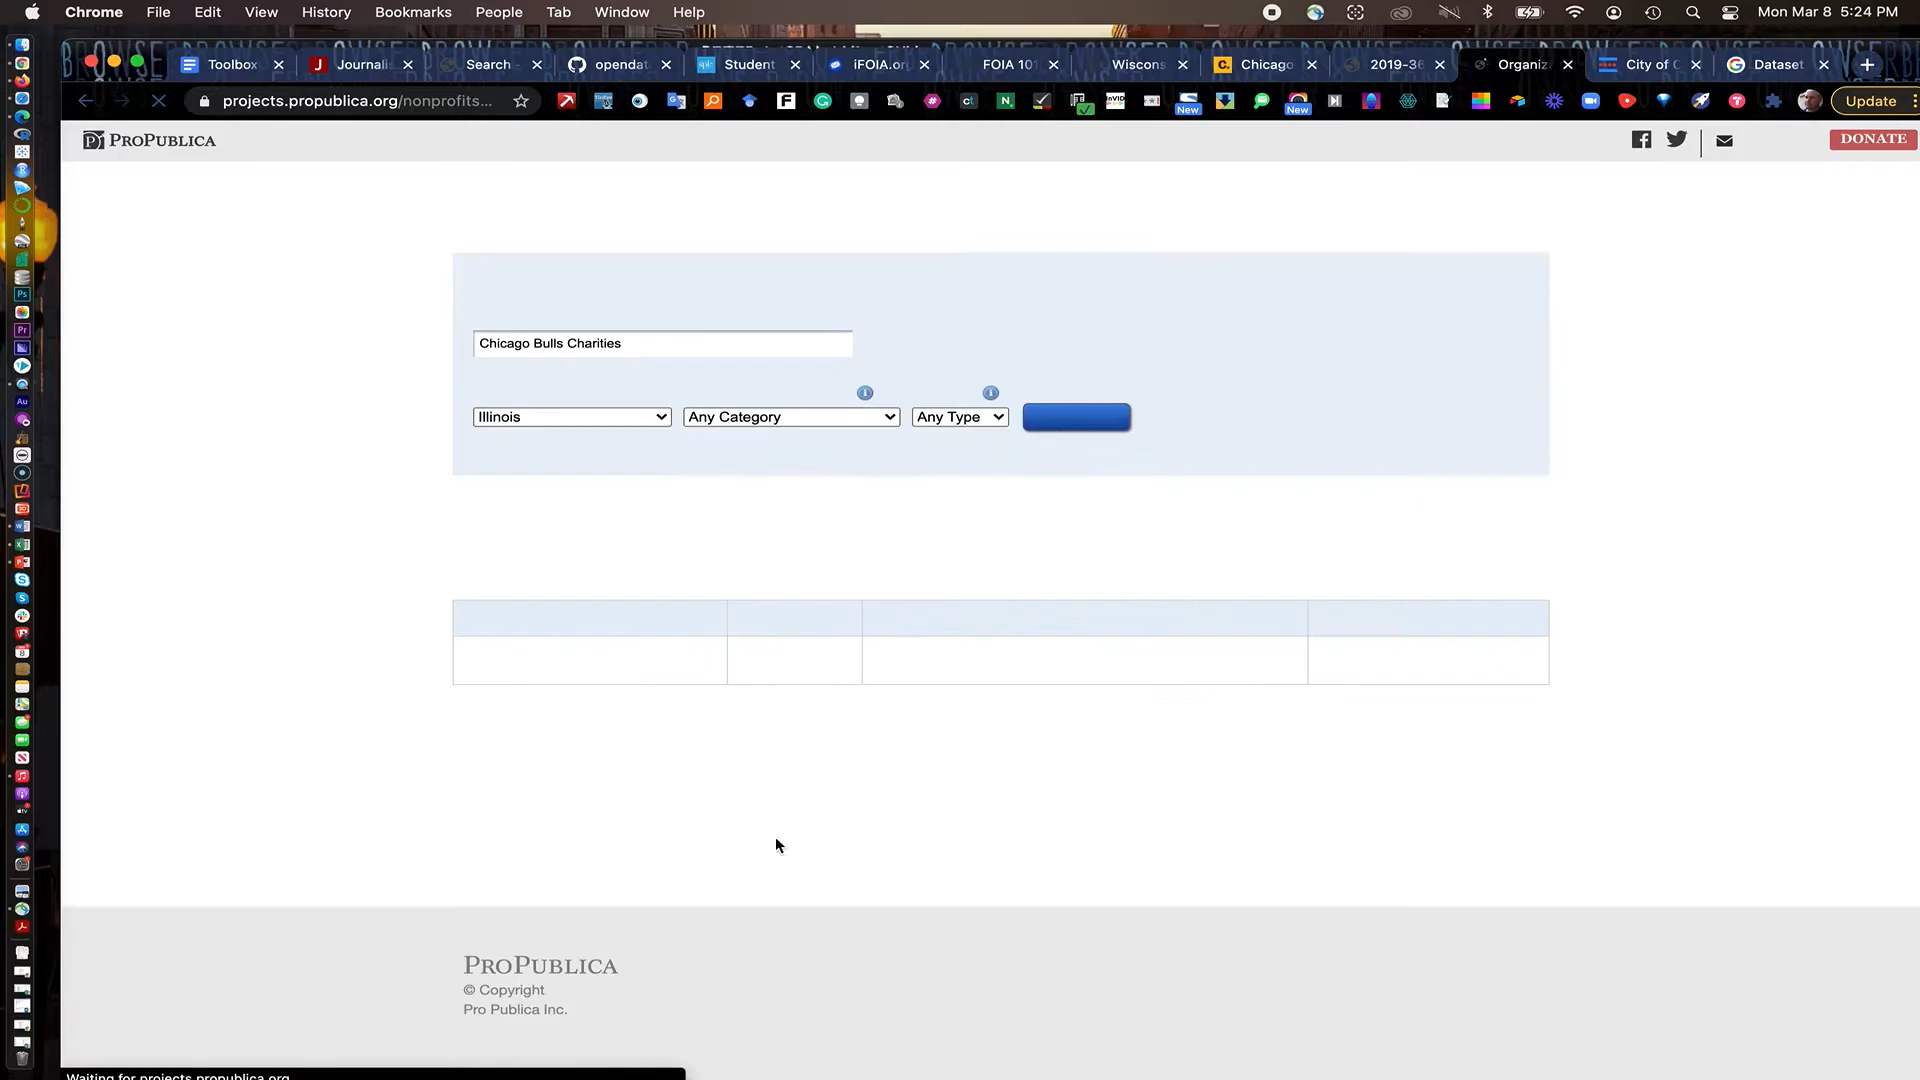 Chrome File Edit View History Bookmarks People Tab Window Help Mon Mar 8 5:24 PM
Toolbox Journalis Search - opendat Student iFOIA.or FOIA 101 Wiscons Chicago 2019-36 Organiz City of C Dataset
projects.propublica.org/nonprofits... New New Update
PROPUBLICA DONATE
Chicago Bulls Charities
Illinois Any Category Any Type
PROPUBLICA
© Copyright
Pro Publica Inc.
Waiting for projects.propublica.org